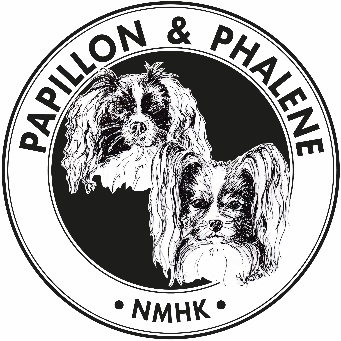 PAPILLON & PHALENE
• NMHK •